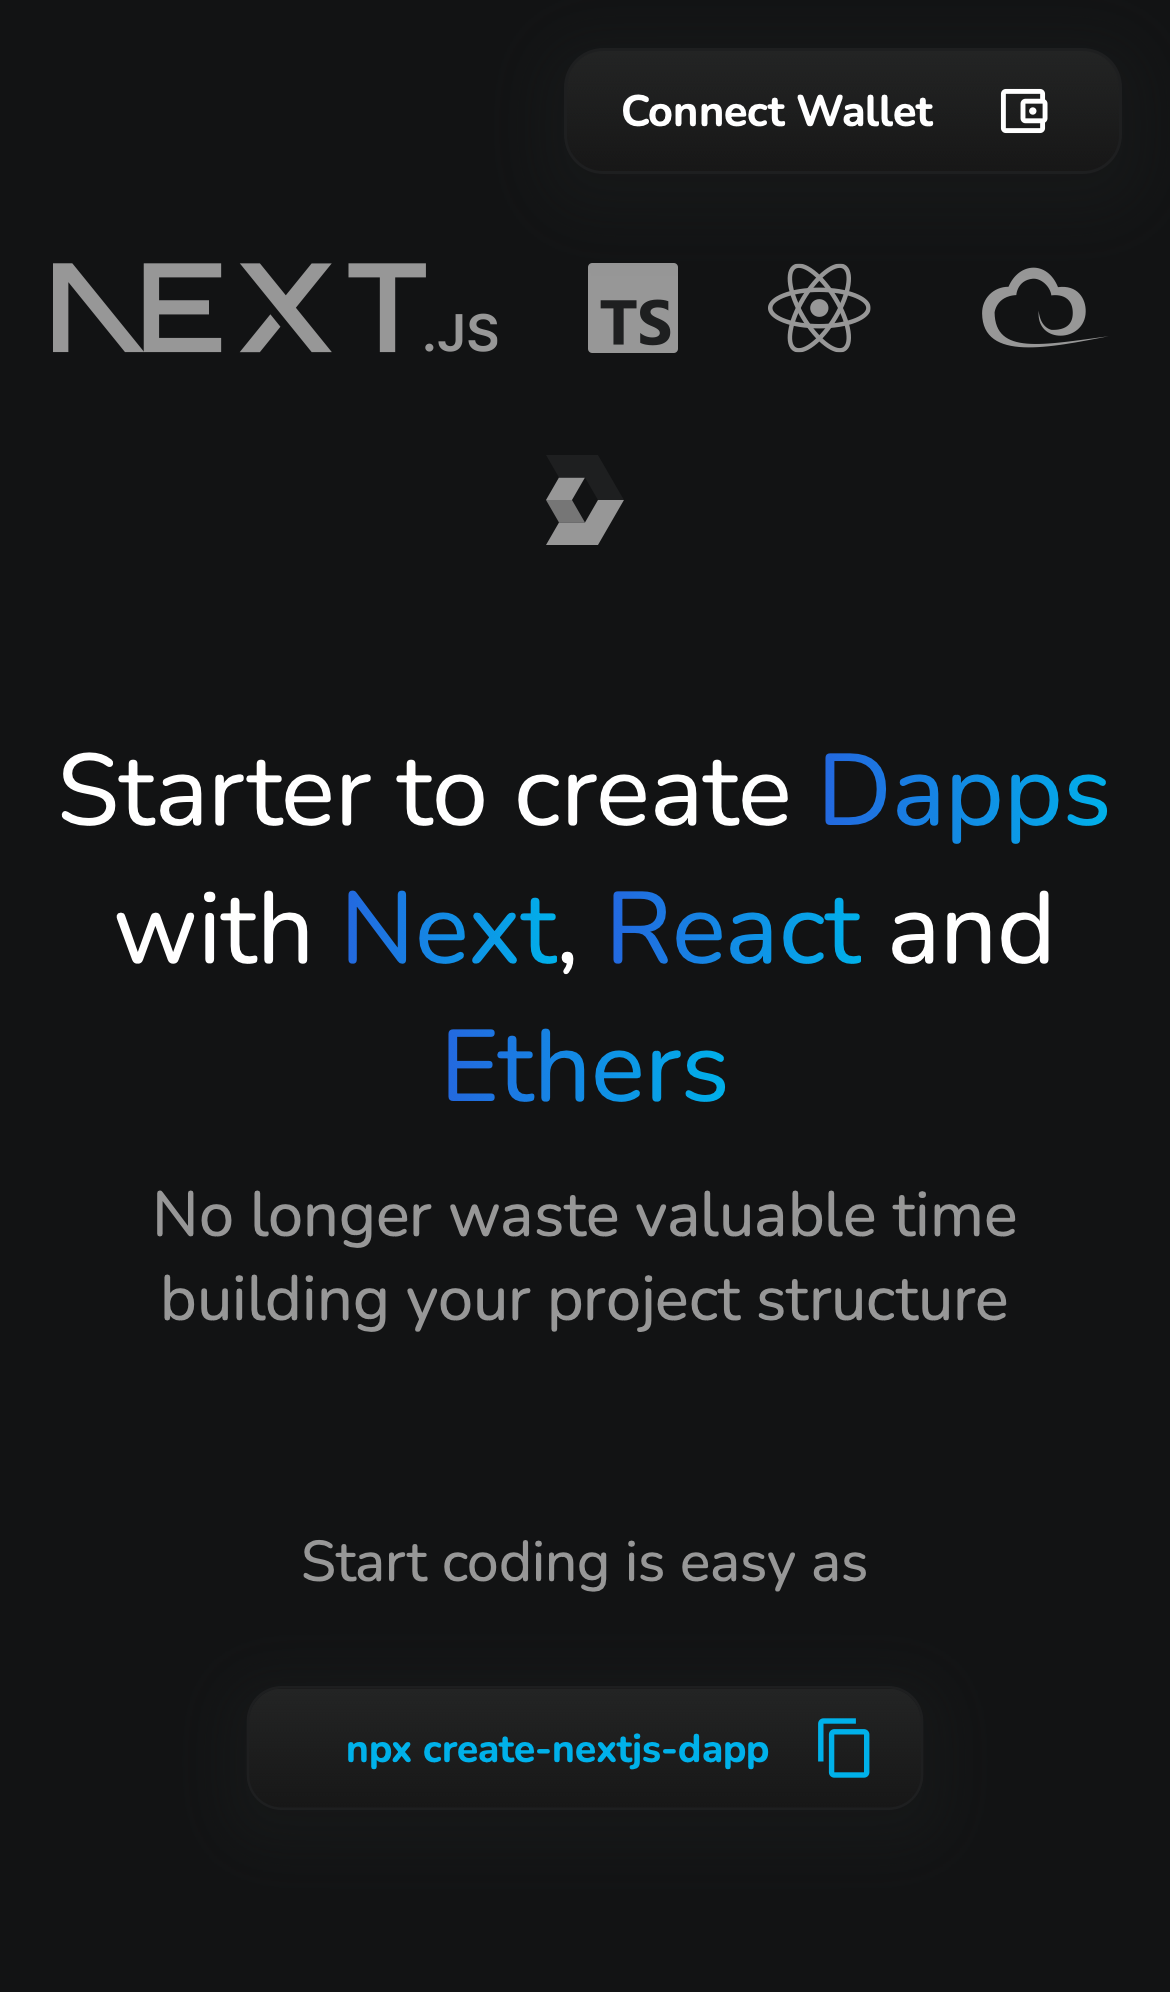 Connect Wallet
NEXT.JS TS
Starter to create Dapps
with Next, React and
Ethers
No longer waste valuable time
building your project structure
Start coding is easy as
npx create-nextjs-dapp